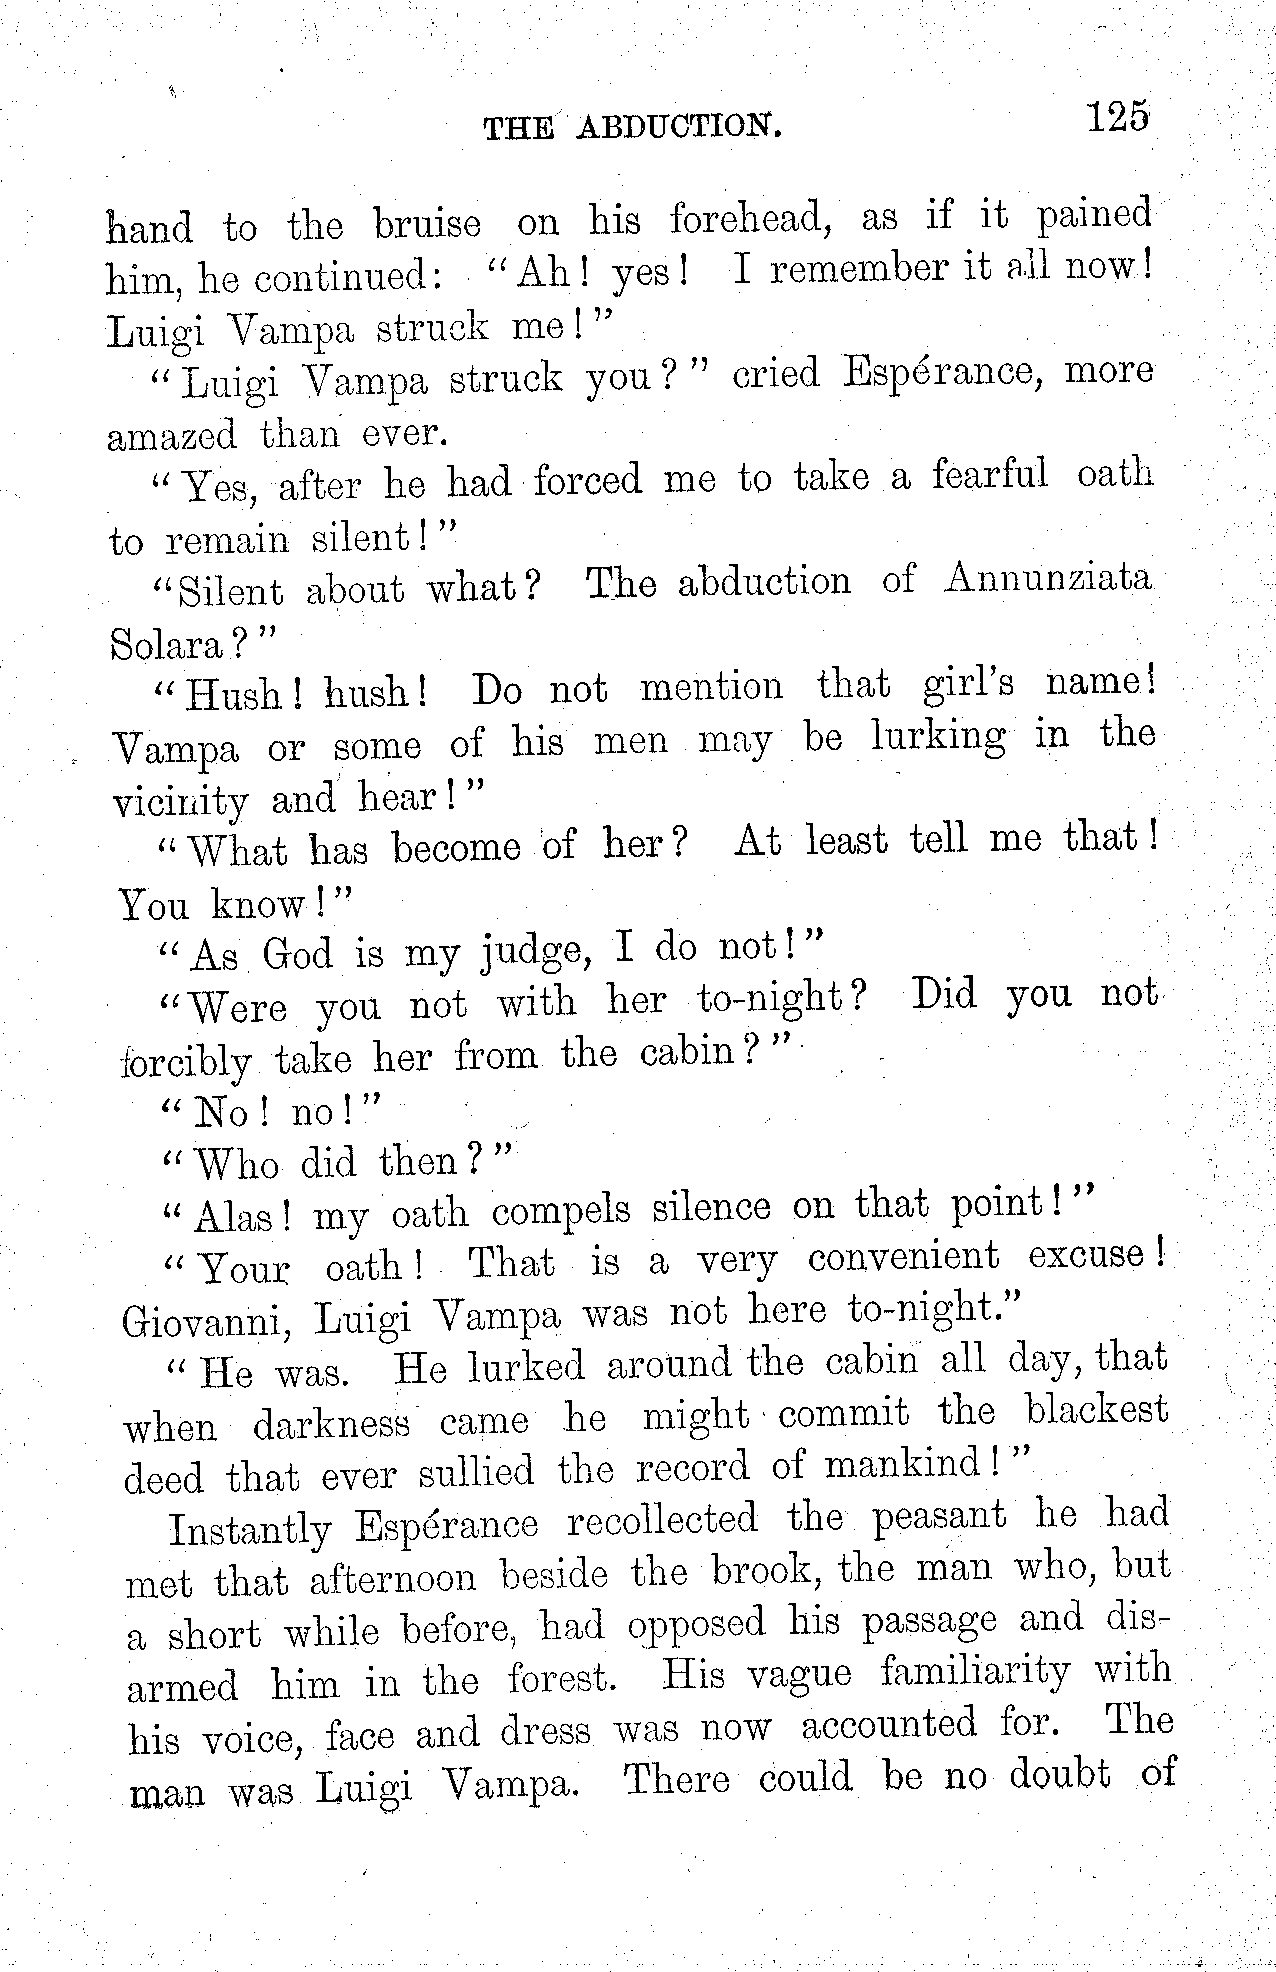 THE ABDUCTION. 125
hand to the bruise on his forehead, as if it pained
him, he continued: "Ah! yes! I remember it all now!
Luigi Vampa struck me!"
"Luigi Vampa struck you?" cried Espérance, more
amazed than ever.
"Yes, after he had forced me to take a fearful oath
to remain silent!"
"Silent about what? The abduction of Annunziata
Solara?"
"Hush! hush! Do not mention that girl's name!
Vampa or some of his men may be lurking in the
vicinity and hear!"
"What has become of her? At least tell me that!
You know!"
"As God is my judge, I do not!"
"Were you not with her to-night? Did you not
forcibly take her from the cabin?"
"No! no!"
"Who did then?"
"Alas! my oath compels silence on that point!"
"Your oath! That is a very convenient excuse!
Giovanni, Luigi Vampa was not here to-night."
"He was. He lurked around the cabin all day, that
when darkness came he might commit the blackest
deed that ever sullied the record of mankind!"
Instantly Espérance recollected the peasant he had
met that afternoon beside the brook, the man who, but
a short while before, had opposed his passage and dis-
armed him in the forest. His vague familiarity with
his voice, face and dress was now accounted for. The
man was Luigi Vampa. There could be no doubt of